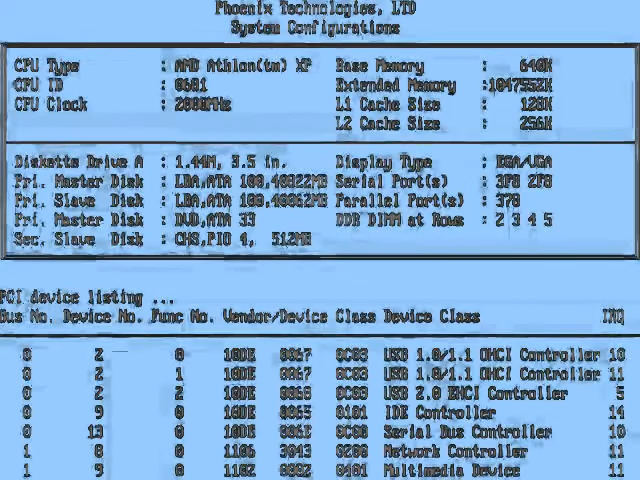 Phoenix Technologies, LTD
System Configurations
CPU Type : AMD Athlon(tm) XP Base Memory : 640K
CPU ID : 0681 Extended Memory :1047552K
CPU Clock : 2000MHz L1 Cache Size : 128K
L2 Cache Size : 256K
Diskette Drive A : 1.44M, 3.5 in. Display Type : EGA/VGA
Pri. Master Disk : LBA,ATA 100, Serial Port(s) : 3F8 2F8
Pri. Slave Disk : LBA,ATA 100, Parallel Port(s) : 378
Pri. Master Disk : DVD,ATA 33 DDR DIMM at Rows : 2 3 4 5
Sec. Slave Disk : CHS,PIO 4, 512MB
PCI device listing ...
Bus No. Device No. Func No. Vendor/Device Class Device Class IRQ
0 2 0 10DE 0067 0C03 USB 1.0/1.1 OHCI Controller 10
0 2 1 10DE 0067 0C03 USB 1.0/1.1 OHCI Controller 11
0 2 2 10DE 0068 0C03 USB 2.0 EHCI Controller 5
0 9 0 10DE 0065 0101 IDE Controller 14
0 13 0 10DE 0C00 Serial Bus Controller 10
1 8 0 1106 3043 0200 Network Controller 11
1 9 0 1102 0002 0401 Multimedia Device 11